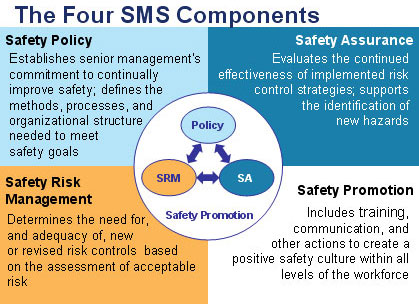 The Four SMS Components
Safety Policy
Establishes senior management's
commitment to continually
improve safety; defines the
methods, processes, and
organizational structure
needed to meet
safety goals
Safety Assurance
Evaluates the continued
effectiveness of implemented risk
control strategies; supports
the identification of
new hazards
Policy
SRM
SA
Safety Promotion
Safety Risk
Management
Determines the need for,
and adequacy of, new
or revised risk controls based
on the assessment of acceptable
risk
Safety Promotion
Includes training,
communication, and
other actions to create a
positive safety culture within all
levels of the workforce